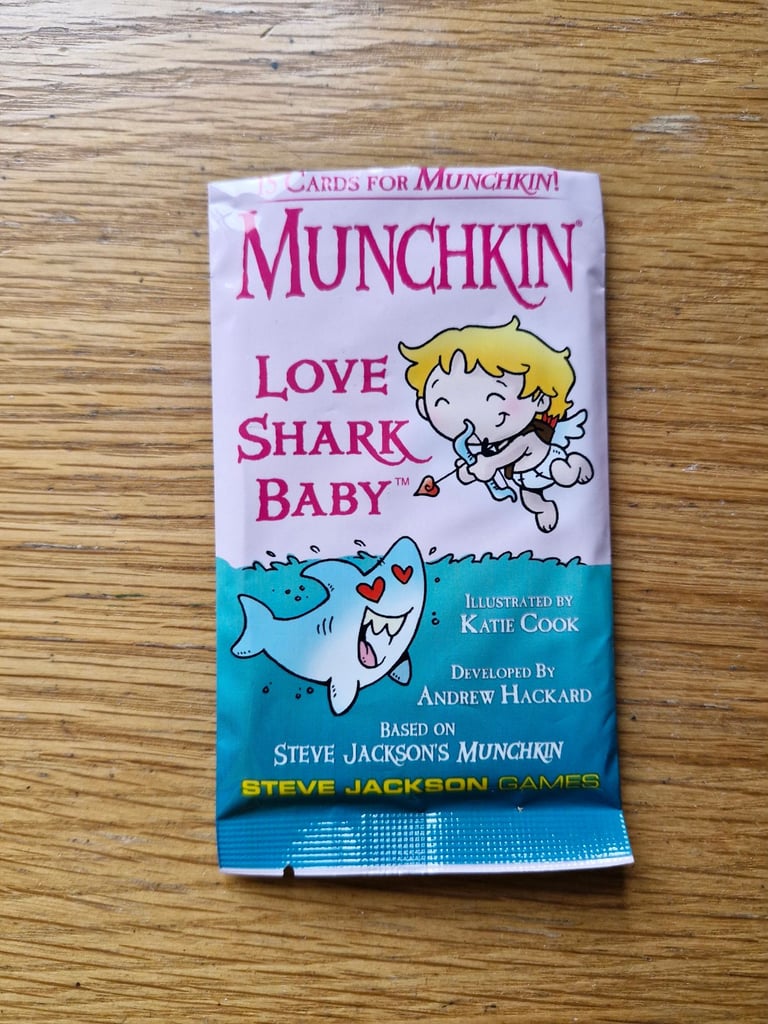 15 Cards for Munchkin!
Munchkin®
Love
Shark
Baby™
Illustrated by
Katie Cook
Developed By
Andrew Hackard
Based on
Steve Jackson's Munchkin
STEVE JACKSON GAMES